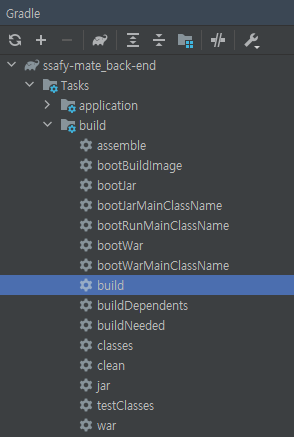 Gradle
ssafy-mate_back-end
Tasks
application
build
assemble
bootBuildImage
bootJar
bootJarMainClassName
bootRunMainClassName
bootWar
bootWarMainClassName
build
buildDependents
buildNeeded
classes
clean
jar
testClasses
war